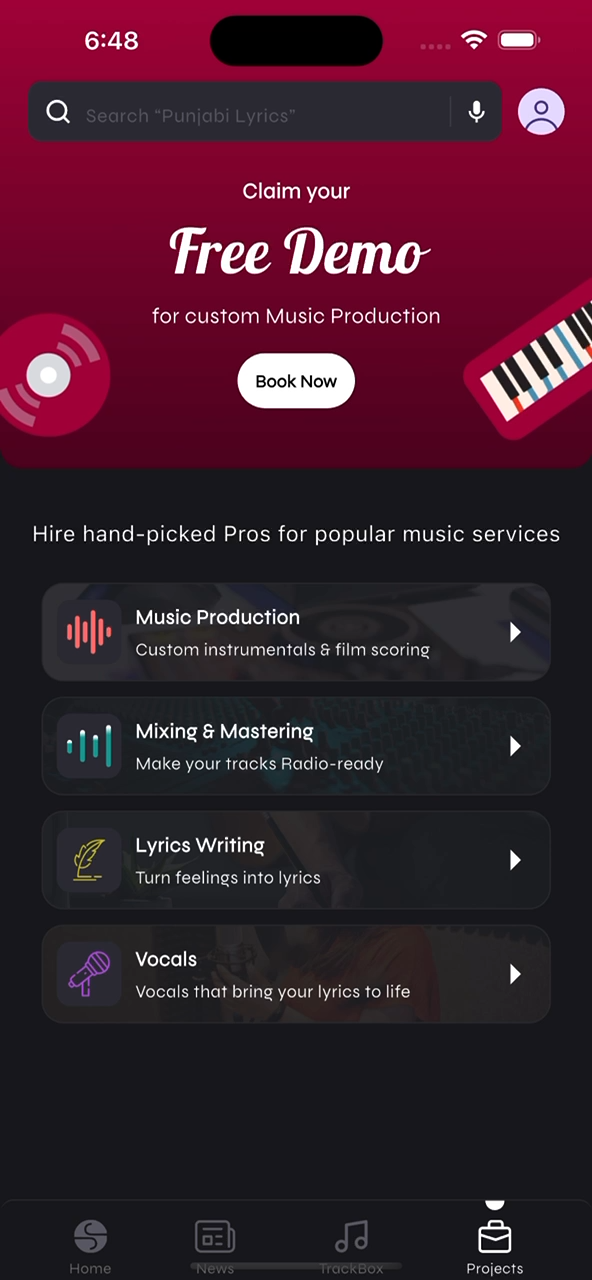 6:48
Search “Punjabi Lyrics”
Claim your
Free Demo
for custom Music Production
Book Now
Hire hand-picked Pros for popular music services
Music Production
Custom instrumentals & film scoring
Mixing & Mastering
Make your tracks Radio-ready
Lyrics Writing
Turn feelings into lyrics
Vocals
Vocals that bring your lyrics to life
Home News TrackBox Projects